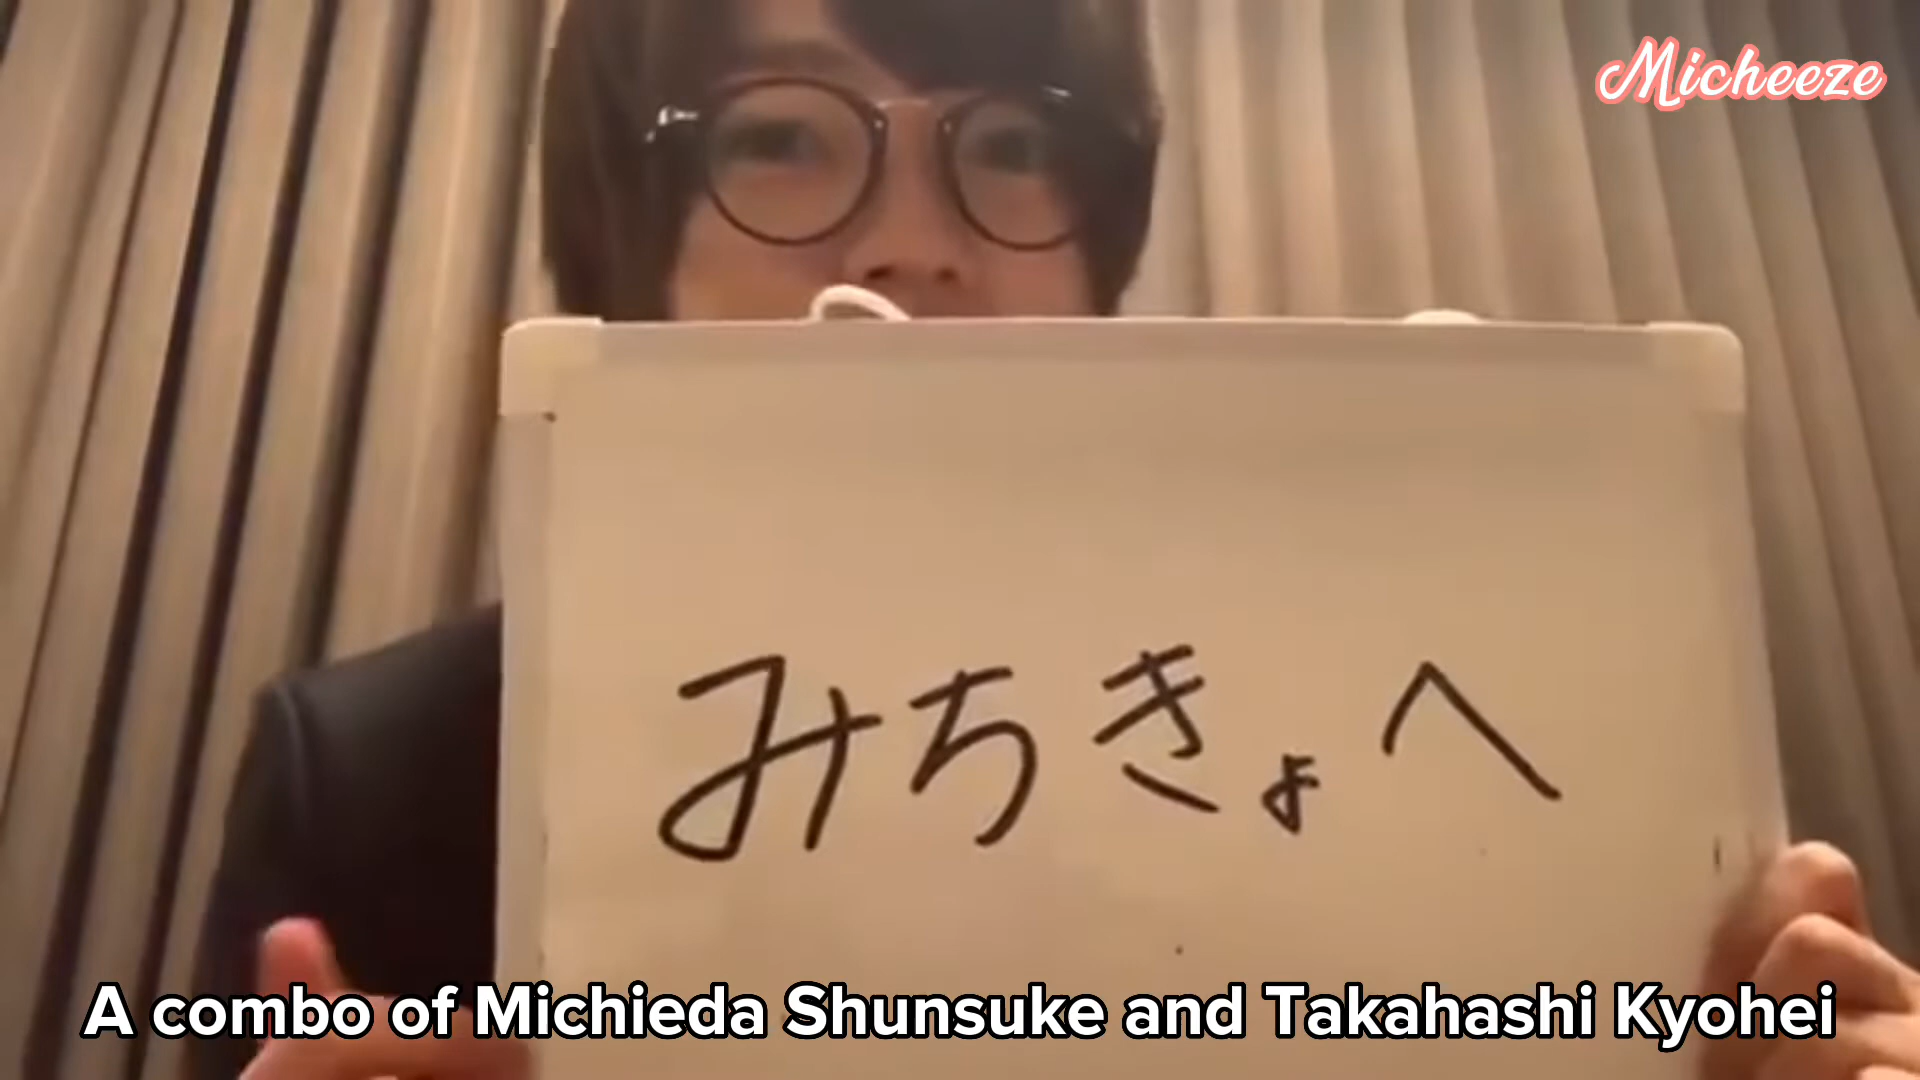 Micheeze
みちきょへ
A combo of Michieda Shunsuke and Takahashi Kyohei